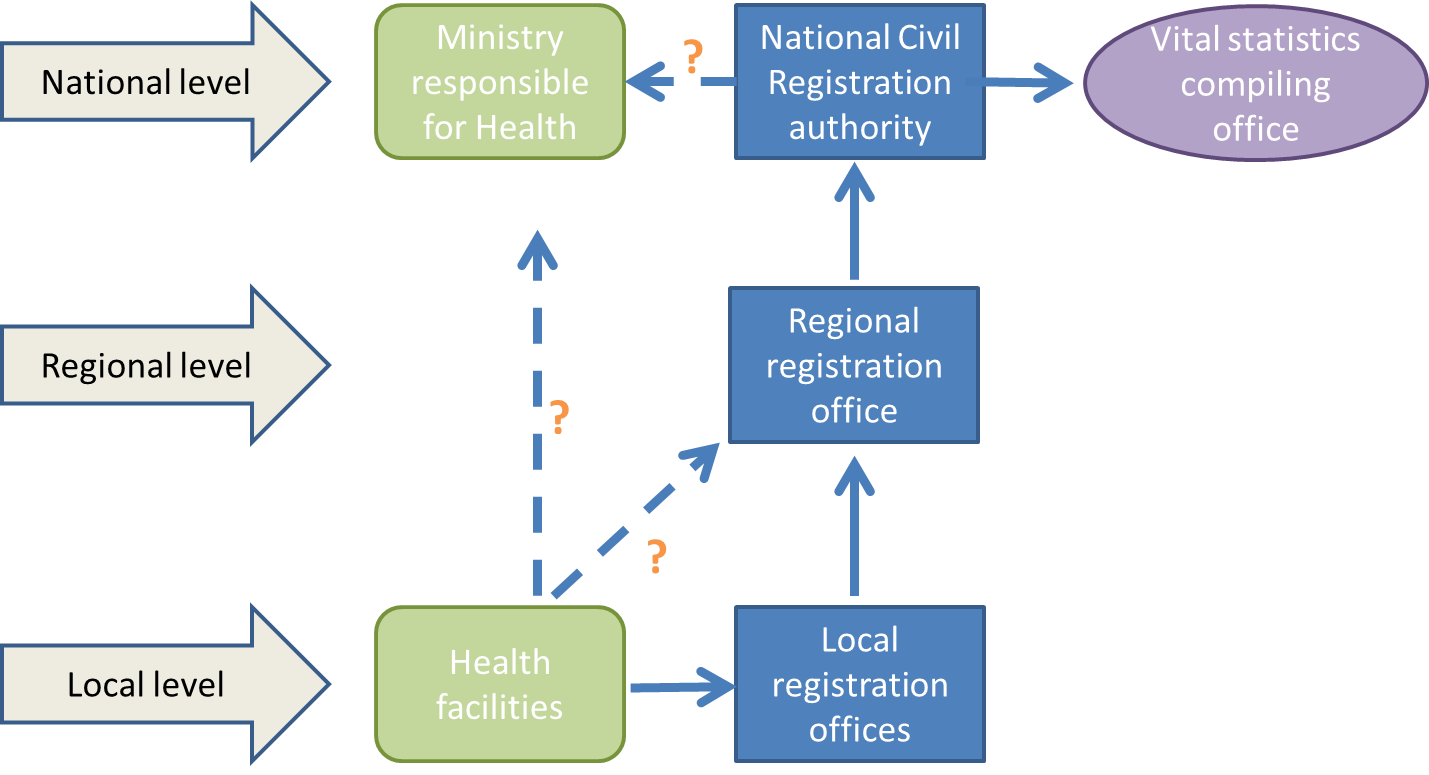 National level
Ministry
responsible
for Health
?
National Civil
Registration
authority
Vital statistics
compiling
office
Regional level
Regional
registration
office
?
?
Local level
Health
facilities
Local
registration
offices